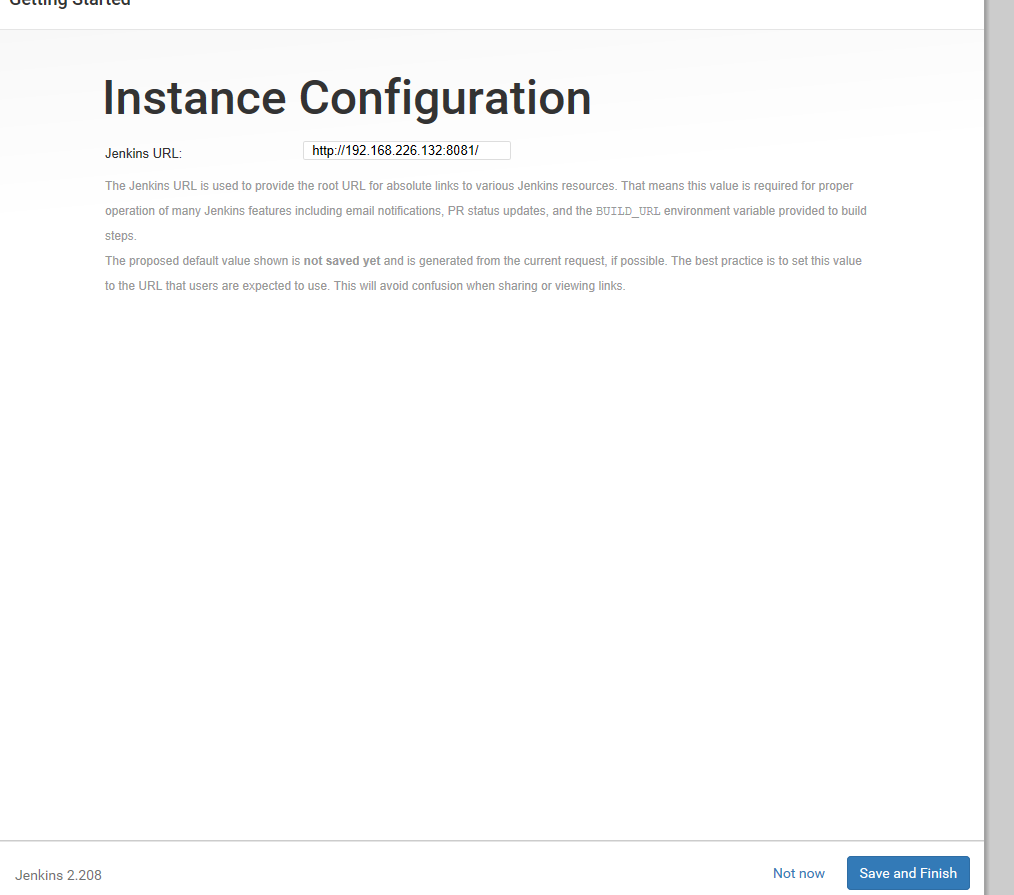 Getting Started
Instance Configuration
Jenkins URL: http://192.168.226.132:8081/
The Jenkins URL is used to provide the root URL for absolute links to various Jenkins resources. That means this value is required for proper
operation of many Jenkins features including email notifications, PR status updates, and the BUILD_URL environment variable provided to build
steps.
The proposed default value shown is not saved yet and is generated from the current request, if possible. The best practice is to set this value
to the URL that users are expected to use. This will avoid confusion when sharing or viewing links.
Jenkins 2.208 Not now Save and Finish